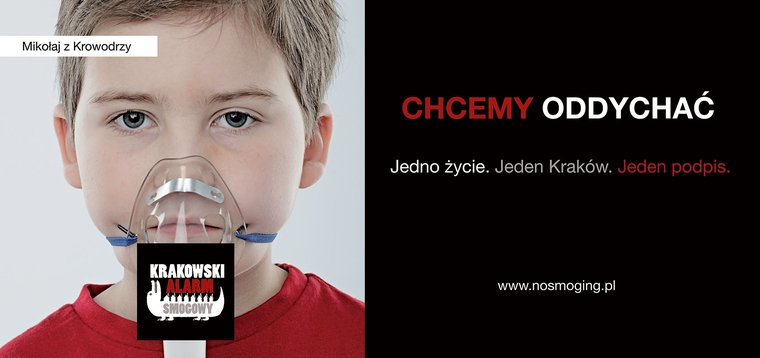 Mikołaj z Krowodrzy
KRAKOWSKI
ALARM
SMOGOWY
CHCEMY ODDYCHAĆ
Jedno życie. Jeden Kraków. Jeden podpis.
www.nosmoging.pl